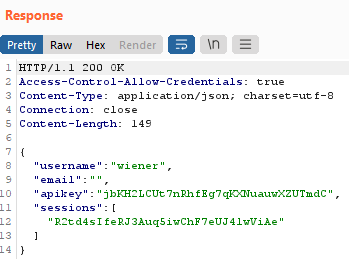 Response
Pretty Raw Hex Render \n
1 HTTP/1.1 200 OK
2 Access-Control-Allow-Credentials: true
3 Content-Type: application/json; charset=utf-8
4 Connection: close
5 Content-Length: 149
6
7 {
8 "username":"wiener",
9 "email":"",
10 "apikey":"jbKH2LCUt7nRhfEg7qKXNuauwXZUTmdC",
11 "sessions":[
12 "R2td4sIfeRJ3Auq5iwChF7eUJ4lwViAe"
13 ]
14 }